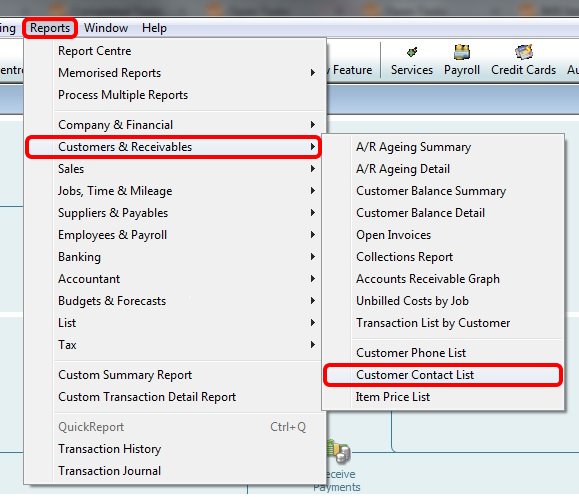 ing Reports Window Help
Report Centre
Memorised Reports
Process Multiple Reports
Company & Financial
Customers & Receivables
Sales
Jobs, Time & Mileage
Suppliers & Payables
Employees & Payroll
Banking
Accountant
Budgets & Forecasts
List
Tax
Custom Summary Report
Custom Transaction Detail Report
QuickReport Ctrl+Q
Transaction History
Transaction Journal
entre
Feature
Services
Payroll
Credit Cards
Au
A/R Ageing Summary
A/R Ageing Detail
Customer Balance Summary
Customer Balance Detail
Open Invoices
Collections Report
Accounts Receivable Graph
Unbilled Costs by Job
Transaction List by Customer
Customer Phone List
Customer Contact List
Item Price List
eceive
Payments